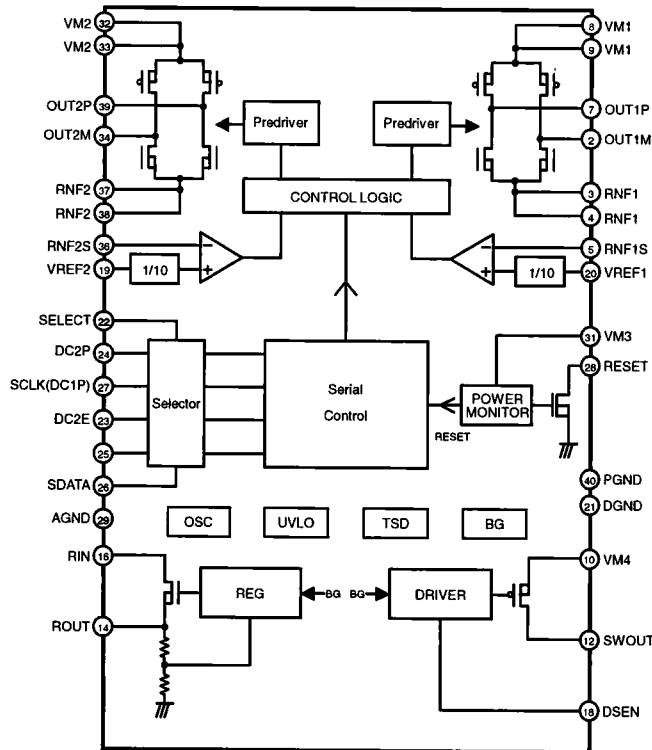 VM2 32 8 VM1
VM2 33 9 VM1
OUT2P 39 7 OUT1P
Predriver Predriver
OUT2M 34 2 OUT1M
RNF2 37 CONTROL LOGIC 3 RNF1
RNF2 38 4 RNF1
RNF2S 36 − − 5 RNF1S
VREF2 19 1/10 + + 1/10 20 VREF1
SELECT 22 31 VM3
DC2P 24 28 RESET
SCLK(DC1P) 27 Selector Serial
Control POWER
MONITOR
DC2E 23 RESET
25
SDATA 26 40 PGND
AGND 29 OSC UVLO TSD BG 21 DGND
RIN 16 10 VM4
REG BG BG DRIVER
ROUT 14 12 SWOUT
18 DSEN